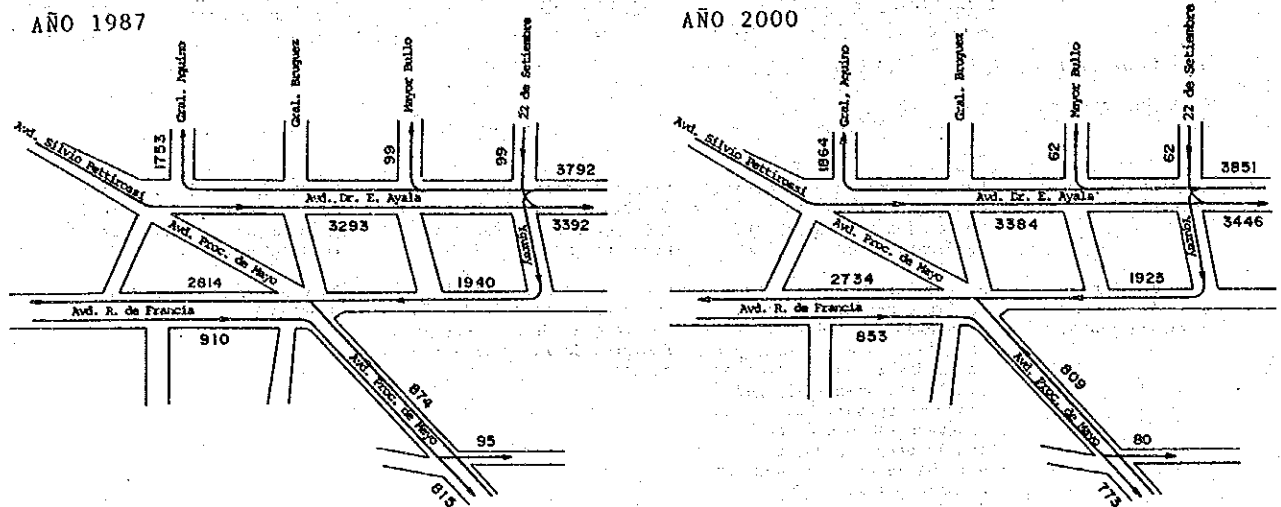 AÑO 1987
Gral. Aquino
Gral. Bruguez
Mayor Bullo
22 de Setiembre
Avd. Silvio Pettirossi
1753
99
99
3792
Avd. Dr. E. Ayala
3293
3392
Avd. Proc. de Mayo
Yguazey
2814
1940
Avd. R. de Francia
910
Avd. Proc. de Mayo
874
95
815
AÑO 2000
Gral, Aquino
Gral. Bruguez
Mayor Bullo
22 de Setiembre
Avd. Silvio Pettirossi
1864
62
62
3851
Avd. Dr. E. Ayala
3384
3446
Avd. Proc. de Mayo
2734
1925
Avd. R. de Francia
853
Avd. Proc. de Mayo
809
80
773